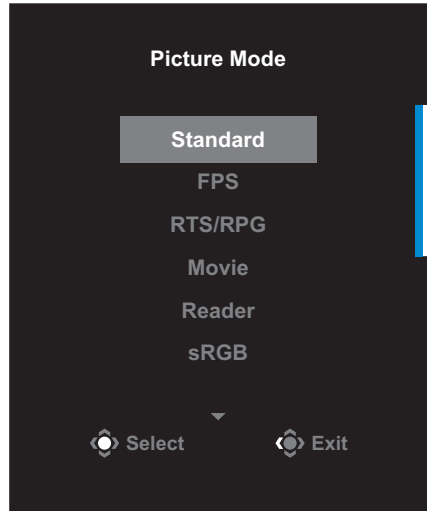 Picture Mode
Standard
FPS
RTS/RPG
Movie
Reader
sRGB
Select Exit